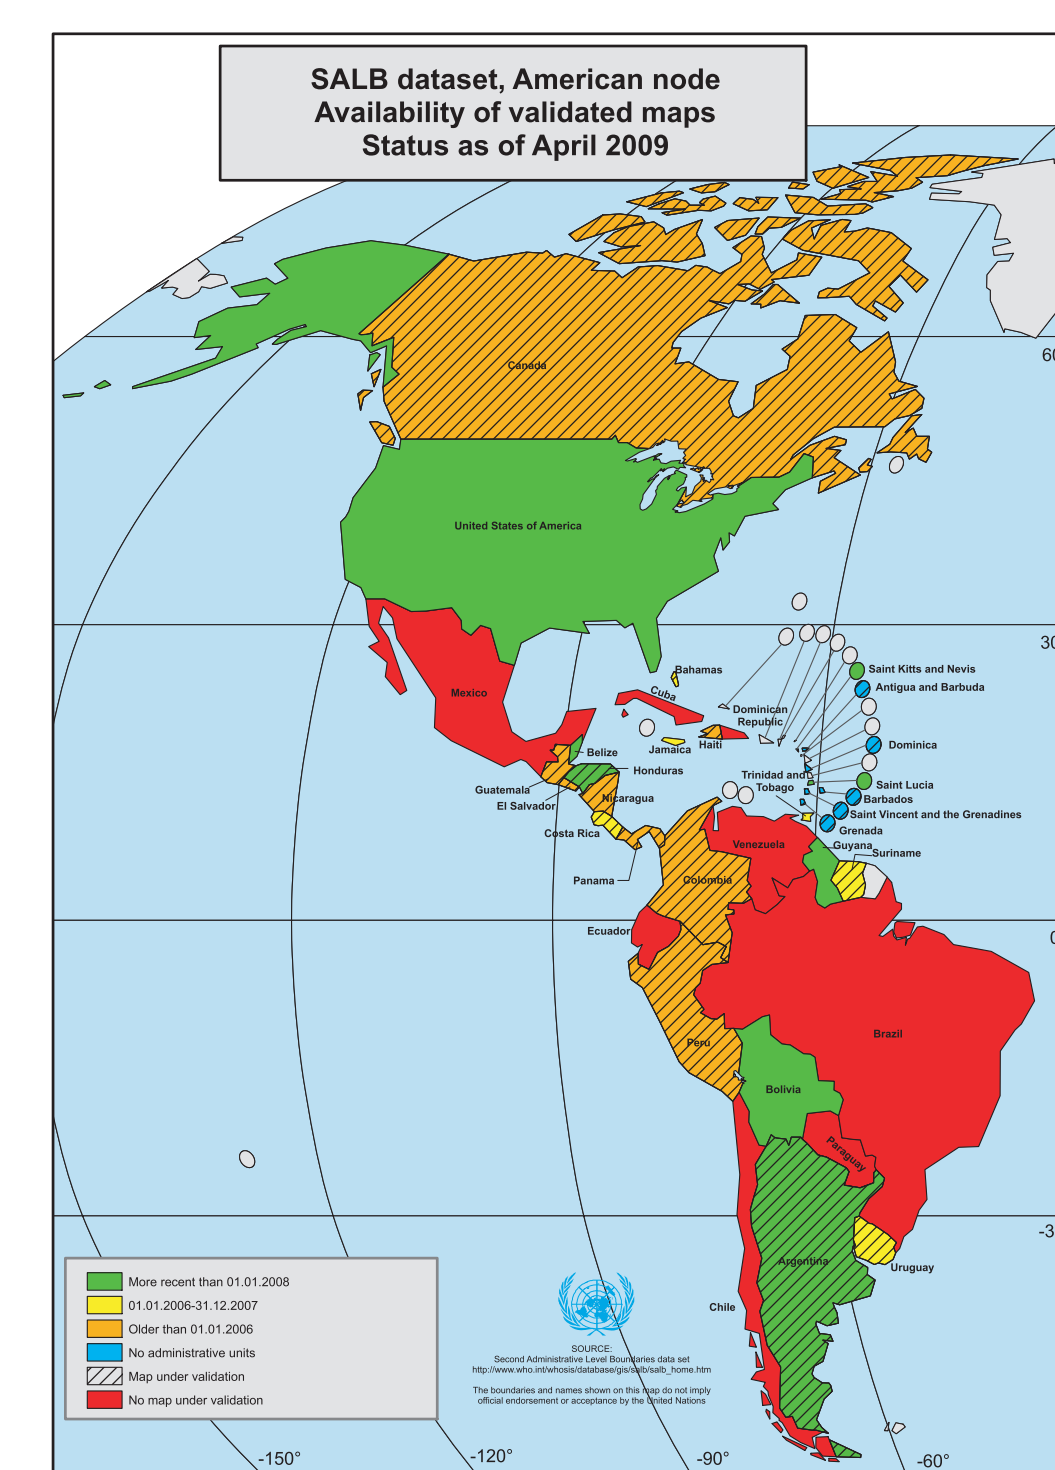 SALB dataset, American node
Availability of validated maps
Status as of April 2009
60
Canada
United States of America
30
Bahamas
Saint Kitts and Nevis
Antigua and Barbuda
Mexico
Cuba
Dominican
Republic
Haiti
Jamaica
Dominica
Belize
Honduras
Trinidad and
Tobago
Saint Lucia
Guatemala
El Salvador
Nicaragua
Barbados
Saint Vincent and the Grenadines
Grenada
Costa Rica
Venezuela
Guyana
Suriname
Panama
Colombia
Ecuador
0
Brazil
Peru
Bolivia
Paraguay
-3
Argentina
Uruguay
Chile
More recent than 01.01.2008
01.01.2006-31.12.2007
Older than 01.01.2006
No administrative units
Map under validation
No map under validation
SOURCE:
Second Administrative Level Boundaries data set
http://www.who.int/whosis/database/gis/salb/salb_home.htm
The boundaries and names shown on this map do not imply
official endorsement or acceptance by the United Nations
-150°
-120°
-90°
-60°